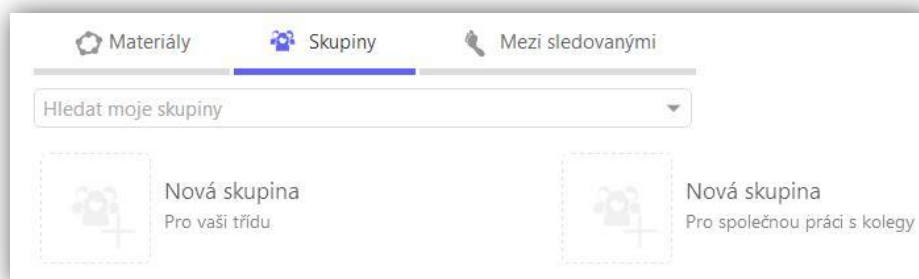 Materiály Skupiny Mezi sledovanými
Hledat moje skupiny
Nová skupina
Pro vaši třídu
Nová skupina
Pro společnou práci s kolegy